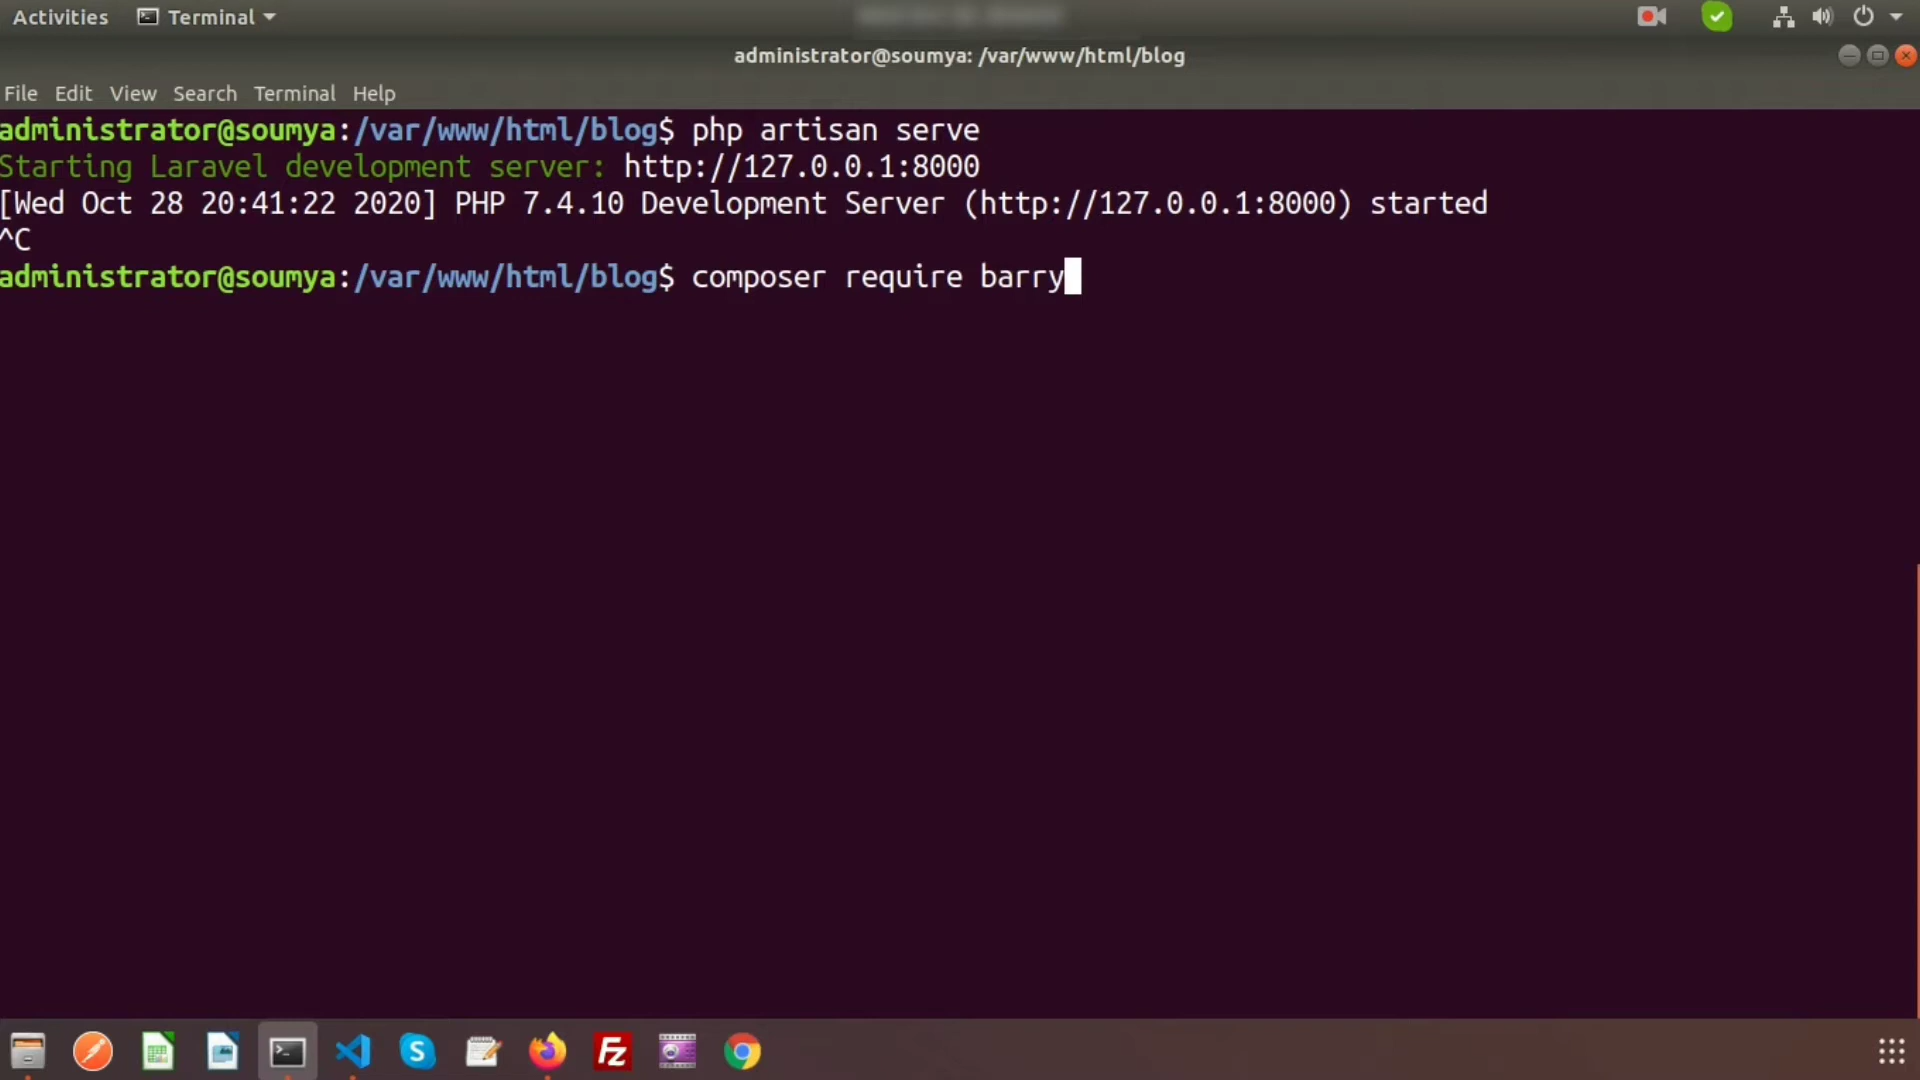 Activities Terminal
administrator@soumya: /var/www/html/blog
File Edit View Search Terminal Help
administrator@soumya:/var/www/html/blog$ php artisan serve
Starting Laravel development server: http://127.0.0.1:8000
[Wed Oct 28 20:41:22 2020] PHP 7.4.10 Development Server (http://127.0.0.1:8000) started
^C
administrator@soumya:/var/www/html/blog$ composer require barry